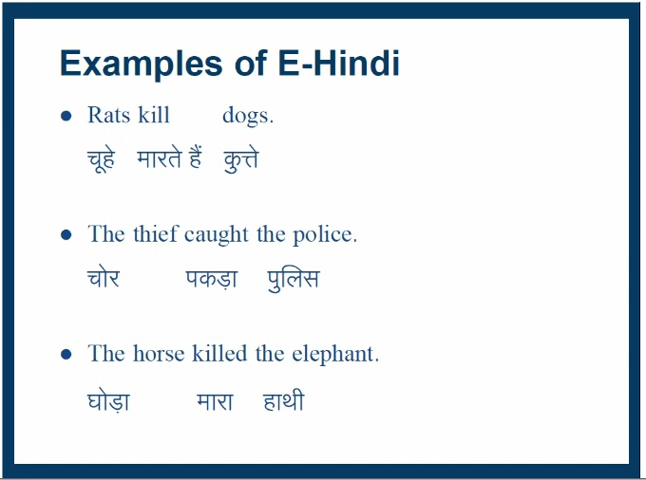 Examples of E-Hindi
• Rats kill dogs.
चूहे मारते हैं कुत्ते
• The thief caught the police.
चोर पकड़ा पुलिस
• The horse killed the elephant.
घोड़ा मारा हाथी